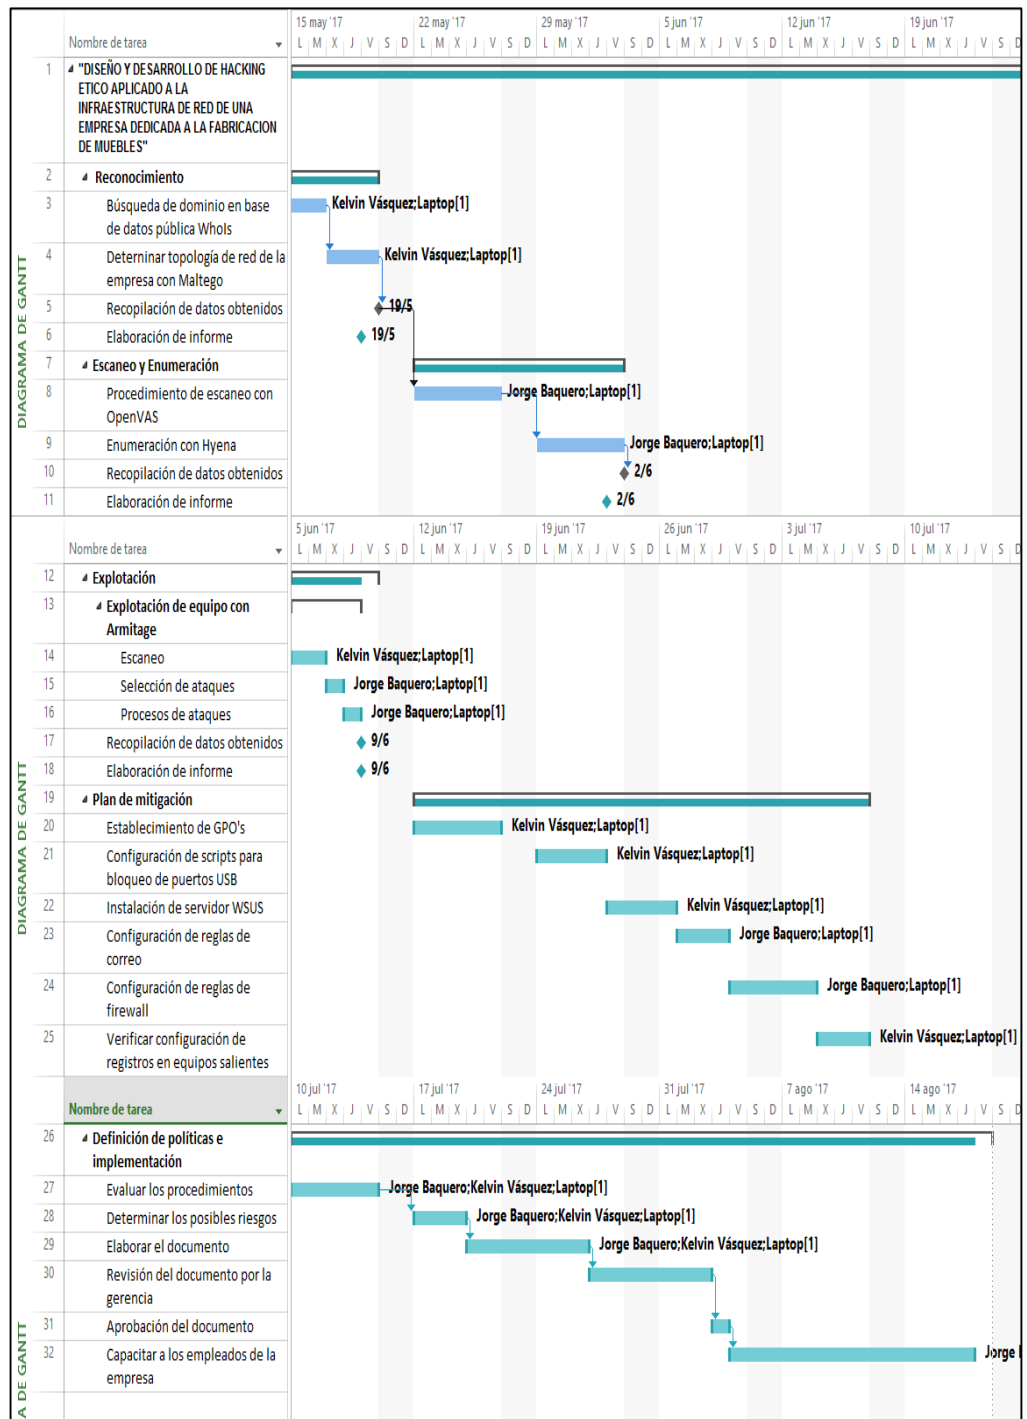 15 may '17 22 may '17 29 may '17 5 jun '17 12 jun '17 19 jun '17
Nombre de tarea L M X J V S D L M X J V S D L M X J V S D L M X J V S D L M X J V S D L M X J V S D
1 "DISEÑO Y DESARROLLO DE HACKING
ETICO APLICADO A LA
INFRAESTRUCTURA DE RED DE UNA
EMPRESA DEDICADA A LA FABRICACION
DE MUEBLES"
2 Reconocimiento
3 Búsqueda de dominio en base Kelvin Vásquez;Laptop[1]
de datos pública WhoIs
4 Deterninar topología de red de la Kelvin Vásquez;Laptop[1]
empresa con Maltego
5 Recopilación de datos obtenidos 19/5
6 Elaboración de informe 19/5
7 Escaneo y Enumeración
8 Procedimiento de escaneo con Jorge Baquero;Laptop[1]
OpenVAS
9 Enumeración con Hyena Jorge Baquero;Laptop[1]
10 Recopilación de datos obtenidos 2/6
11 Elaboración de informe 2/6
DIAGRAMA DE GANTT
5 jun '17 12 jun '17 19 jun '17 26 jun '17 3 jul '17 10 jul '17
Nombre de tarea L M X J V S D L M X J V S D L M X J V S D L M X J V S D L M X J V S D L M X J V S D
12 Explotación
13 Explotación de equipo con
Armitage
14 Escaneo Kelvin Vásquez;Laptop[1]
15 Selección de ataques Jorge Baquero;Laptop[1]
16 Procesos de ataques Jorge Baquero;Laptop[1]
17 Recopilación de datos obtenidos 9/6
18 Elaboración de informe 9/6
19 Plan de mitigación
20 Establecimiento de GPO's Kelvin Vásquez;Laptop[1]
21 Configuración de scripts para Kelvin Vásquez;Laptop[1]
bloqueo de puertos USB
22 Instalación de servidor WSUS Kelvin Vásquez;Laptop[1]
23 Configuración de reglas de Jorge Baquero;Laptop[1]
correo
24 Configuración de reglas de Jorge Baquero;Laptop[1]
firewall
25 Verificar configuración de Kelvin Vásquez;Laptop[1]
registros en equipos salientes
DIAGRAMA DE GANTT
10 jul '17 17 jul '17 24 jul '17 31 jul '17 7 ago '17 14 ago '17
Nombre de tarea L M X J V S D L M X J V S D L M X J V S D L M X J V S D L M X J V S D L M X J V S D
26 Definición de políticas e
implementación
27 Evaluar los procedimientos Jorge Baquero;Kelvin Vásquez;Laptop[1]
28 Determinar los posibles riesgos Jorge Baquero;Kelvin Vásquez;Laptop[1]
29 Elaborar el documento Jorge Baquero;Kelvin Vásquez;Laptop[1]
30 Revisión del documento por la
gerencia
31 Aprobación del documento
32 Capacitar a los empleados de la Jorge
empresa
A DE GANTT